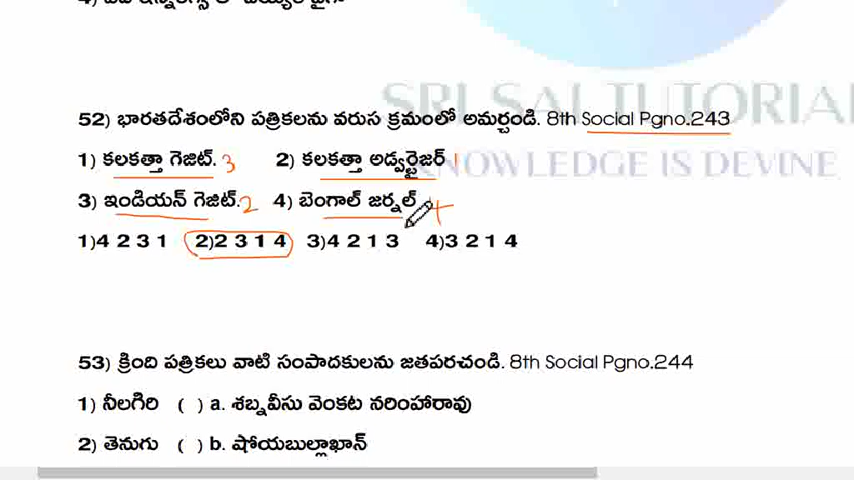 52) భారతదేశంలోని పత్రికలను వరుస క్రమంలో అమర్చండి. 8th Social Pgno.243
1) కలకత్తా గెజిట్. 3 2) కలకత్తా అడ్వర్టైజర్ 1
3) ఇండియన్ గెజిట్. 2 4) బెంగాల్ జర్నల్ 4
1)4 2 3 1 2)2 3 1 4 3)4 2 1 3 4)3 2 1 4
53) క్రింది పత్రికలు వాటి సంపాదకులను జతపరచండి. 8th Social Pgno.244
1) నీలగిరి ( ) a. శబ్నవీసు వెంకట నరింహారావు
2) తెనుగు ( ) b. షోయబుల్లాఖాన్
SRI SAI TUTORIA
KNOWLEDGE IS DEVINE